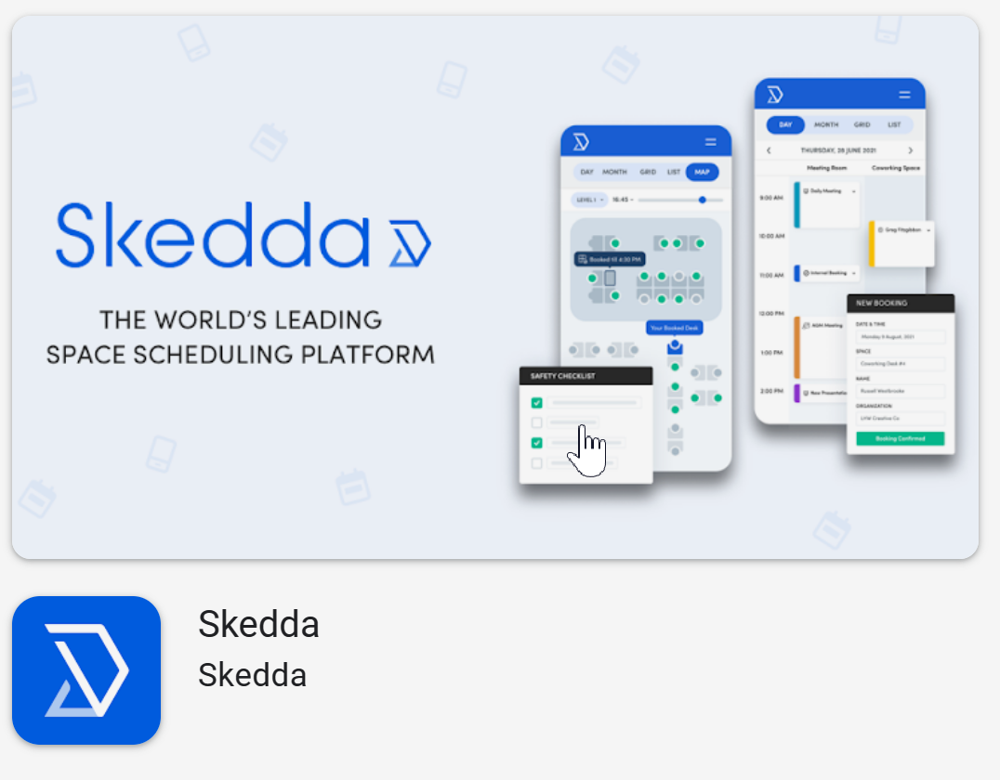 Skedda
THE WORLD'S LEADING
SPACE SCHEDULING PLATFORM
DAY MONTH GRID LIST MAP
LEVEL 1 16:45
Booked till 4:30 PM
Your Booked Desk
SAFETY CHECKLIST
DAY MONTH GRID LIST
THURSDAY, 28 JUNE 2021
Meeting Room Coworking Space
9:00 AM
Daily Meeting
10:00 AM
Greg Fitzgibbon
11:00 AM
Internal Booking
12:00 PM
AGM Meeting
1:00 PM
2:00 PM
New Presentatio
NEW BOOKING
DATE & TIME
Monday 9 August, 2021
SPACE
Coworking Desk #4
NAME
Russell Westbrooke
ORGANIZATION
Creative Co
Booking Confirmed
Skedda
Skedda